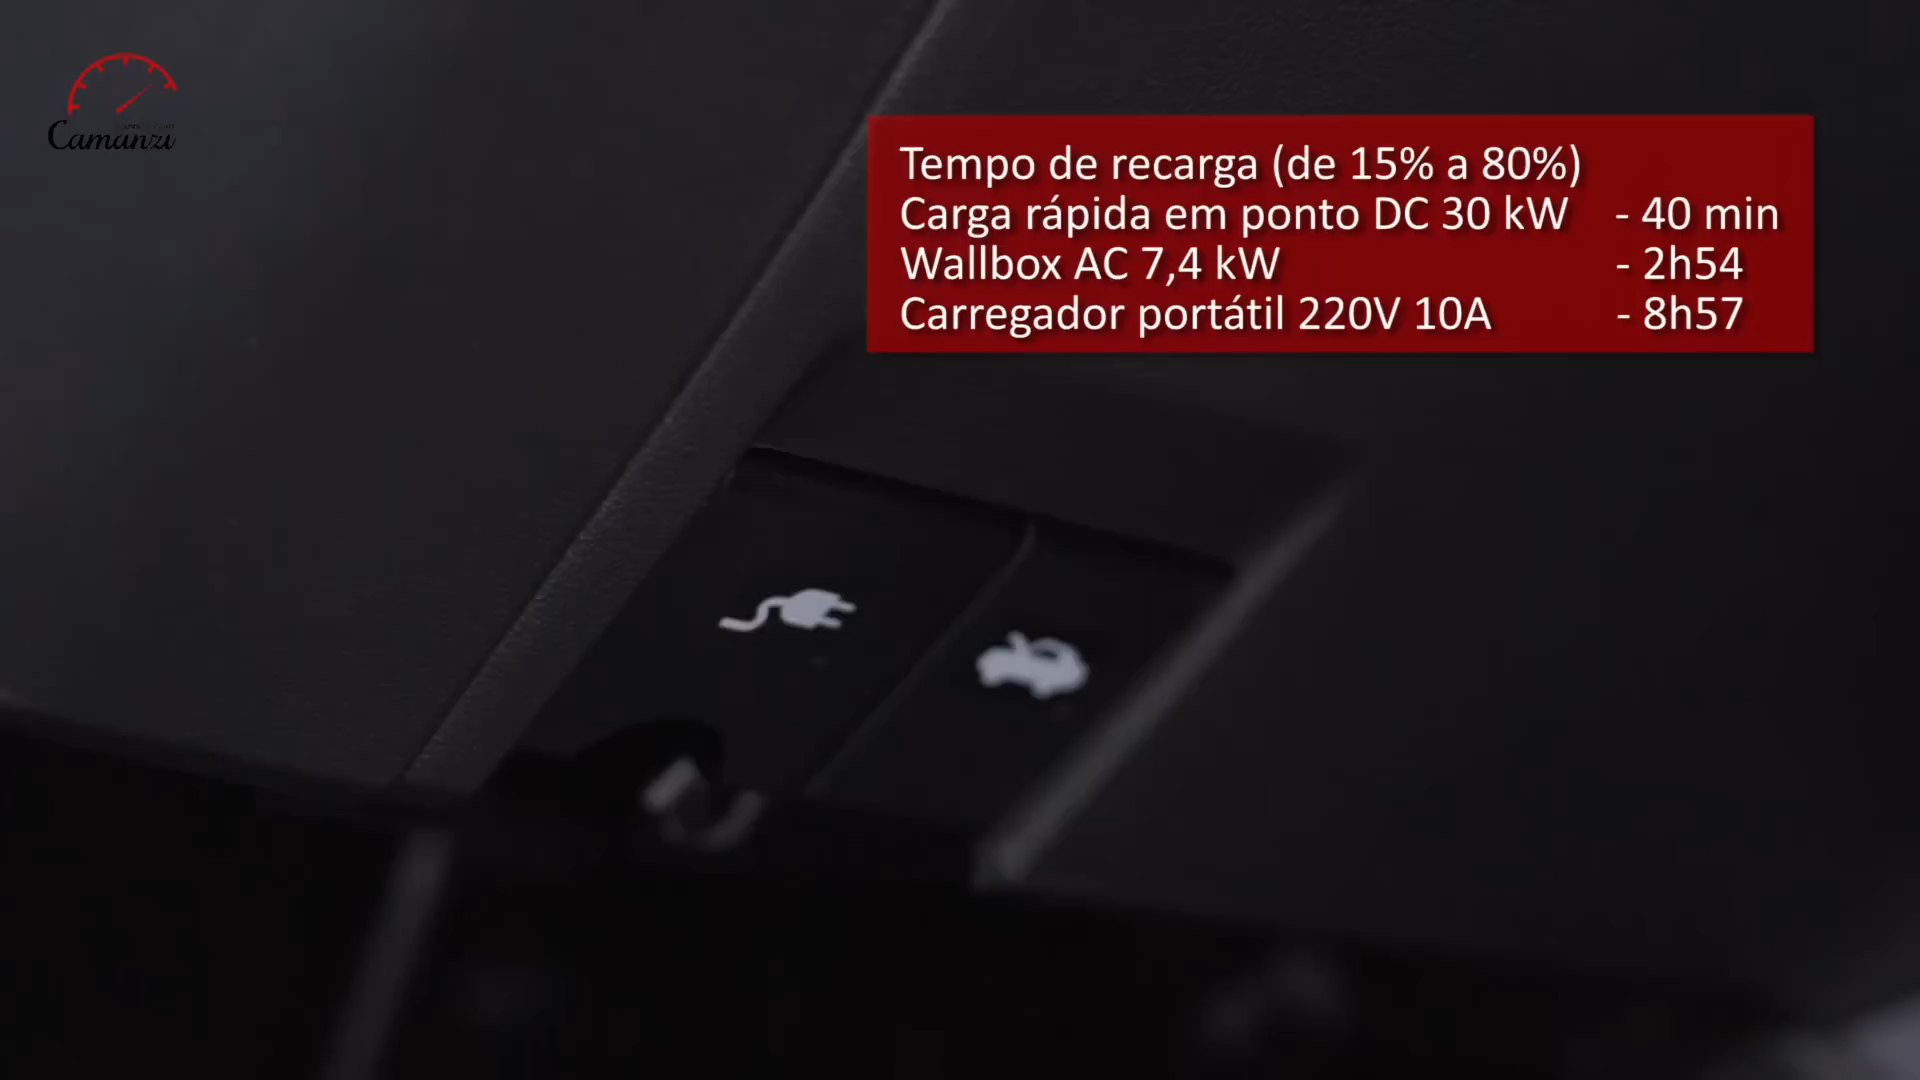 Camanzi
Tempo de recarga (de 15% a 80%)
Carga rápida em ponto DC 30 kW - 40 min
Wallbox AC 7,4 kW - 2h54
Carregador portátil 220V 10A - 8h57